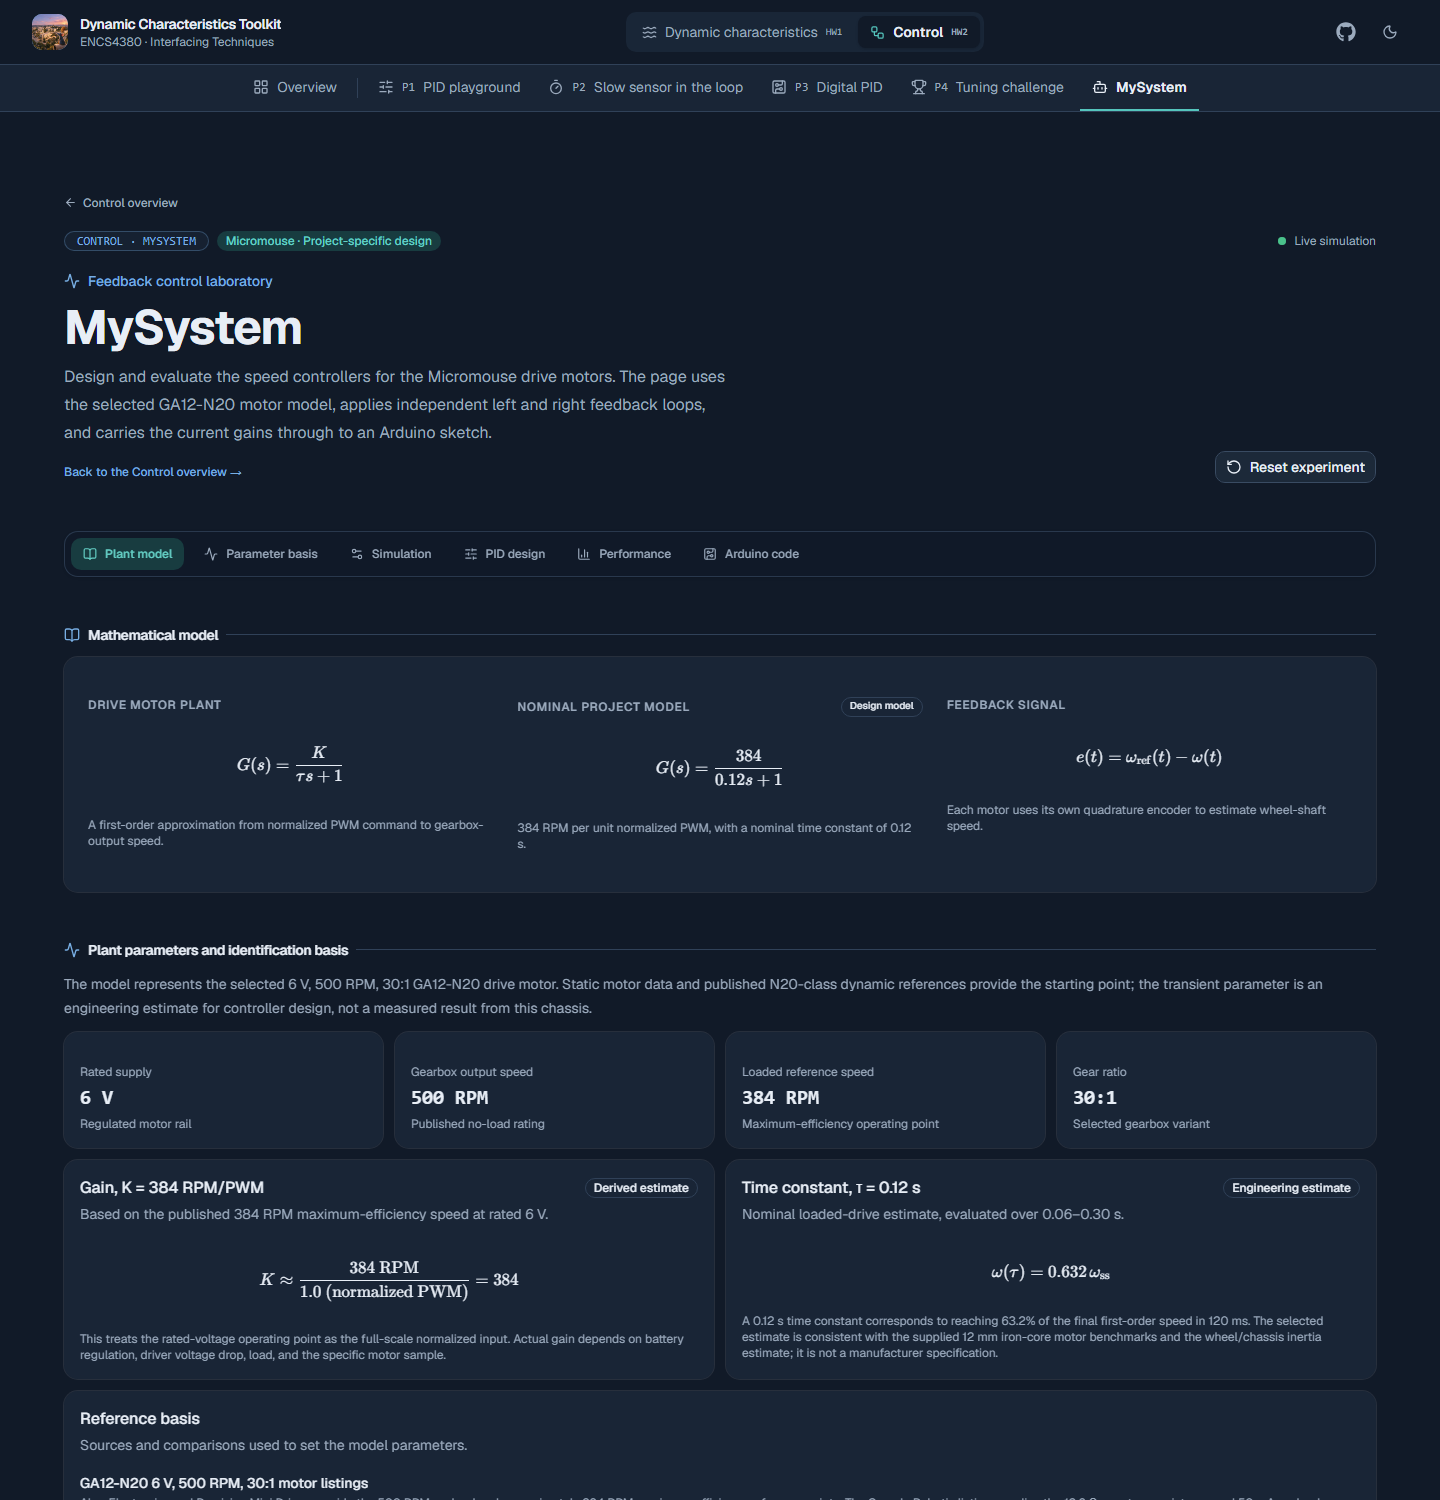 Dynamic Characteristics Toolkit
ENCS4380 · Interfacing Techniques
Dynamic characteristics HW1
Control HW2
Overview
P1 PID playground
P2 Slow sensor in the loop
P3 Digital PID
P4 Tuning challenge
MySystem
← Control overview
CONTROL · MYSYSTEM
Micromouse · Project-specific design
Live simulation
Feedback control laboratory
MySystem
Design and evaluate the speed controllers for the Micromouse drive motors. The page uses
the selected GA12-N20 motor model, applies independent left and right feedback loops,
and carries the current gains through to an Arduino sketch.
Back to the Control overview →
Reset experiment
Plant model
Parameter basis
Simulation
PID design
Performance
Arduino code
Mathematical model
DRIVE MOTOR PLANT
G(s) = K / (τs + 1)
A first-order approximation from normalized PWM command to gearbox-
output speed.
NOMINAL PROJECT MODEL
Design model
G(s) = 384 / (0.12s + 1)
384 RPM per unit normalized PWM, with a nominal time constant of 0.12
s.
FEEDBACK SIGNAL
e(t) = ωref(t) − ω(t)
Each motor uses its own quadrature encoder to estimate wheel-shaft
speed.
Plant parameters and identification basis
The model represents the selected 6 V, 500 RPM, 30:1 GA12-N20 drive motor. Static motor data and published N20-class dynamic references provide the starting point; the transient parameter is an
engineering estimate for controller design, not a measured result from this chassis.
Rated supply
6 V
Regulated motor rail
Gearbox output speed
500 RPM
Published no-load rating
Loaded reference speed
384 RPM
Maximum-efficiency operating point
Gear ratio
30:1
Selected gearbox variant
Gain, K = 384 RPM/PWM
Derived estimate
Based on the published 384 RPM maximum-efficiency speed at rated 6 V.
K ≈ 384 RPM / 1.0 (normalized PWM) = 384
This treats the rated-voltage operating point as the full-scale normalized input. Actual gain depends on battery
regulation, driver voltage drop, load, and the specific motor sample.
Time constant, τ = 0.12 s
Engineering estimate
Nominal loaded-drive estimate, evaluated over 0.06–0.30 s.
ω(τ) = 0.632 ωss
A 0.12 s time constant corresponds to reaching 63.2% of the final first-order speed in 120 ms. The selected
estimate is consistent with the supplied 12 mm iron-core motor benchmarks and the wheel/chassis inertia
estimate; it is not a manufacturer specification.
Reference basis
Sources and comparisons used to set the model parameters.
GA12-N20 6 V, 500 RPM, 30:1 motor listings